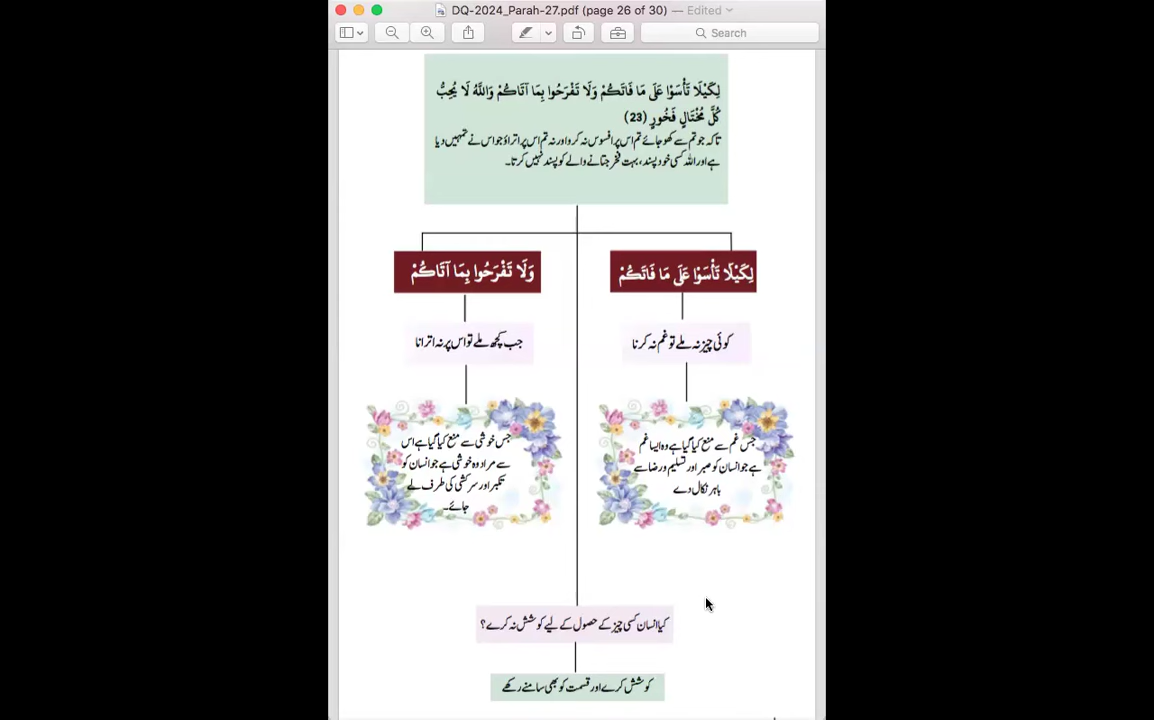 DQ-2024_Parah-27.pdf (page 26 of 30) — Edited
Search
لِكَيْلَا تَأْسَوْا عَلَى مَا فَاتَكُمْ وَلَا تَفْرَحُوا بِمَا آتَاكُمْ وَاللَّهُ لَا يُحِبُّ
كُلَّ مُخْتَالٍ فَخُورٍ (23)
تاکہ جو تم سے کھو جائے تم اس پر افسوس نہ کرو اور نہ تم اس پر اتراؤ جو اس نے تمہیں دیا
ہے اور اللہ کسی خود پسند، بہت فخر جتانے والے کو پسند نہیں کرتا۔
لِكَيْلَا تَأْسَوْا عَلَى مَا فَاتَكُمْ
وَلَا تَفْرَحُوا بِمَا آتَاكُمْ
کوئی چیز نہ ملے تو غم نہ کرنا
جب کچھ ملے تو اس پر نہ اترانا
جس غم سے منع کیا گیا ہے وہ ایسا غم
ہے جو انسان کو صبر اور تسلیم و رضا سے
باہر نکال دے
جس خوشی سے منع کیا گیا ہے اس
سے مراد وہ خوشی ہے جو انسان کو
تکبر اور سرکشی کی طرف لے
جائے۔
کیا انسان کسی چیز کے حصول کے لیے کوشش نہ کرے؟
کوشش کرے اور قسمت کو بھی سامنے رکھے